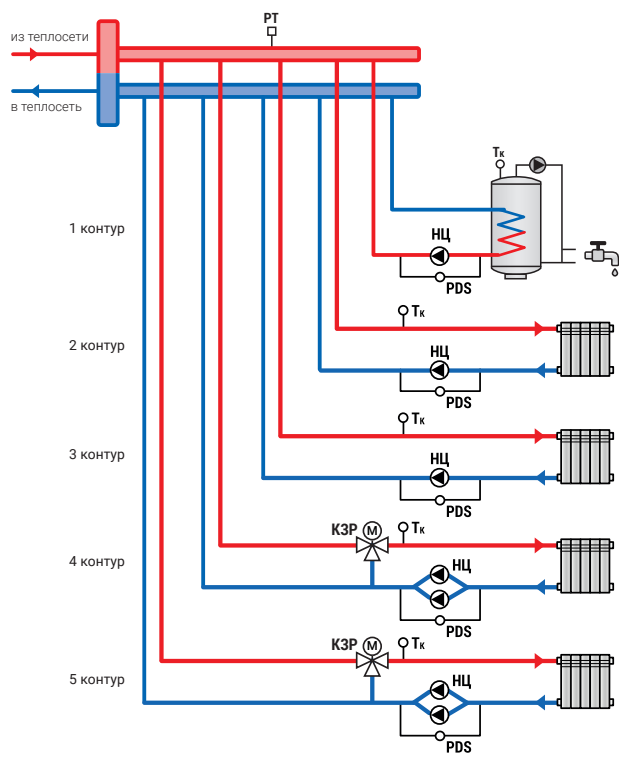 РТ
из теплосети
в теплосеть
Тк
1 контур
НЦ
PDS
Тк
2 контур
НЦ
PDS
Тк
3 контур
НЦ
PDS
КЗР M Тк
4 контур
НЦ
PDS
КЗР M Тк
5 контур
НЦ
PDS